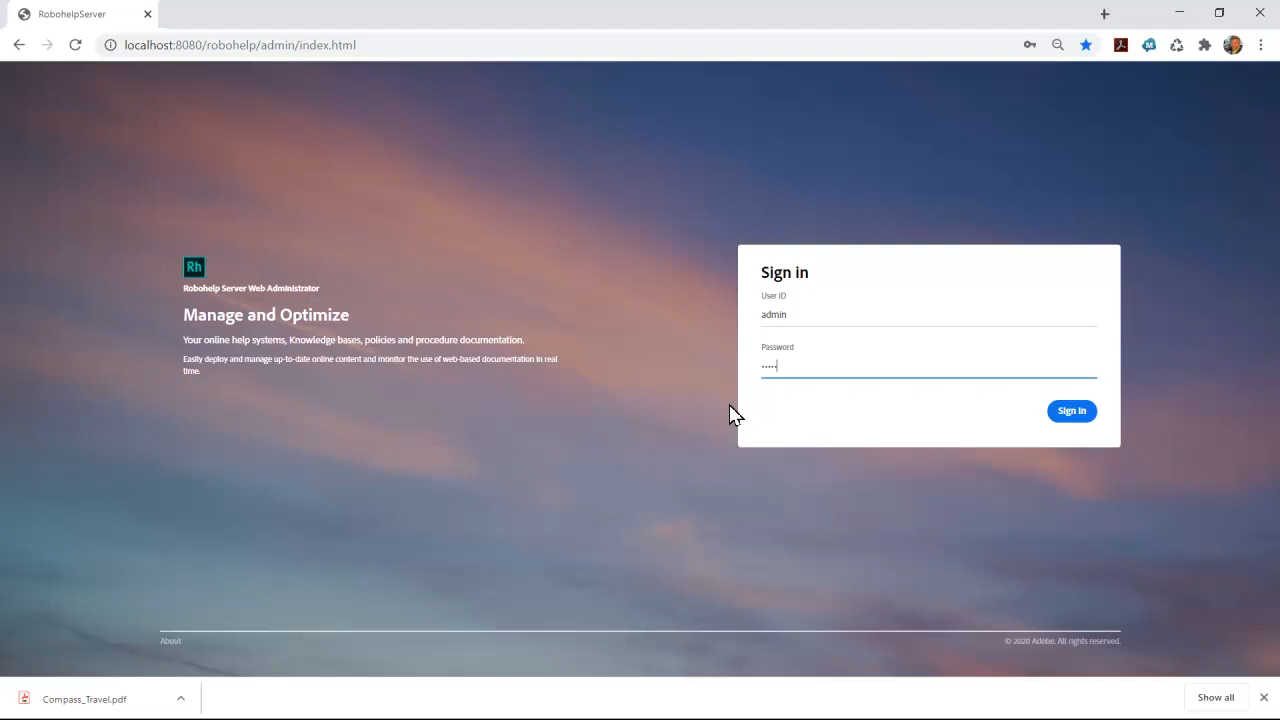 RobohelpServer
localhost:8080/robohelp/admin/index.html
Rh
Robohelp Server Web Administrator
Manage and Optimize
Your online help systems, Knowledge bases, policies and procedure documentation.
Easily deploy and manage up-to-date online content and monitor the use of web-based documentation in real
time.
Sign in
User ID
admin
Password
•••••
Sign In
About
© 2020 Adobe. All rights reserved.
Compass_Travel.pdf
Show all